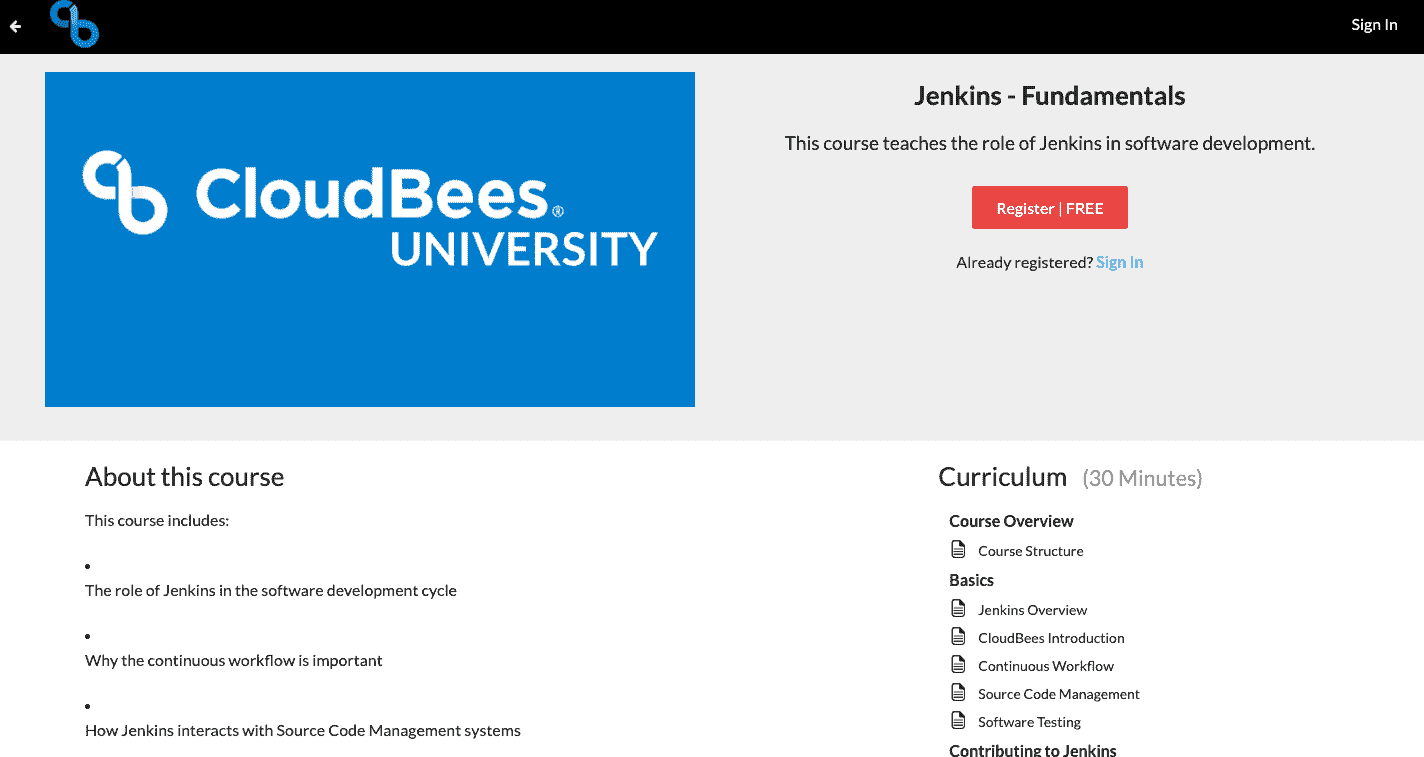 Sign In
CloudBees®
UNIVERSITY
Jenkins - Fundamentals
This course teaches the role of Jenkins in software development.
Register | FREE
Already registered? Sign In
About this course
This course includes:
•
The role of Jenkins in the software development cycle
•
Why the continuous workflow is important
•
How Jenkins interacts with Source Code Management systems
Curriculum (30 Minutes)
Course Overview
Course Structure
Basics
Jenkins Overview
CloudBees Introduction
Continuous Workflow
Source Code Management
Software Testing
Contributing to Jenkins